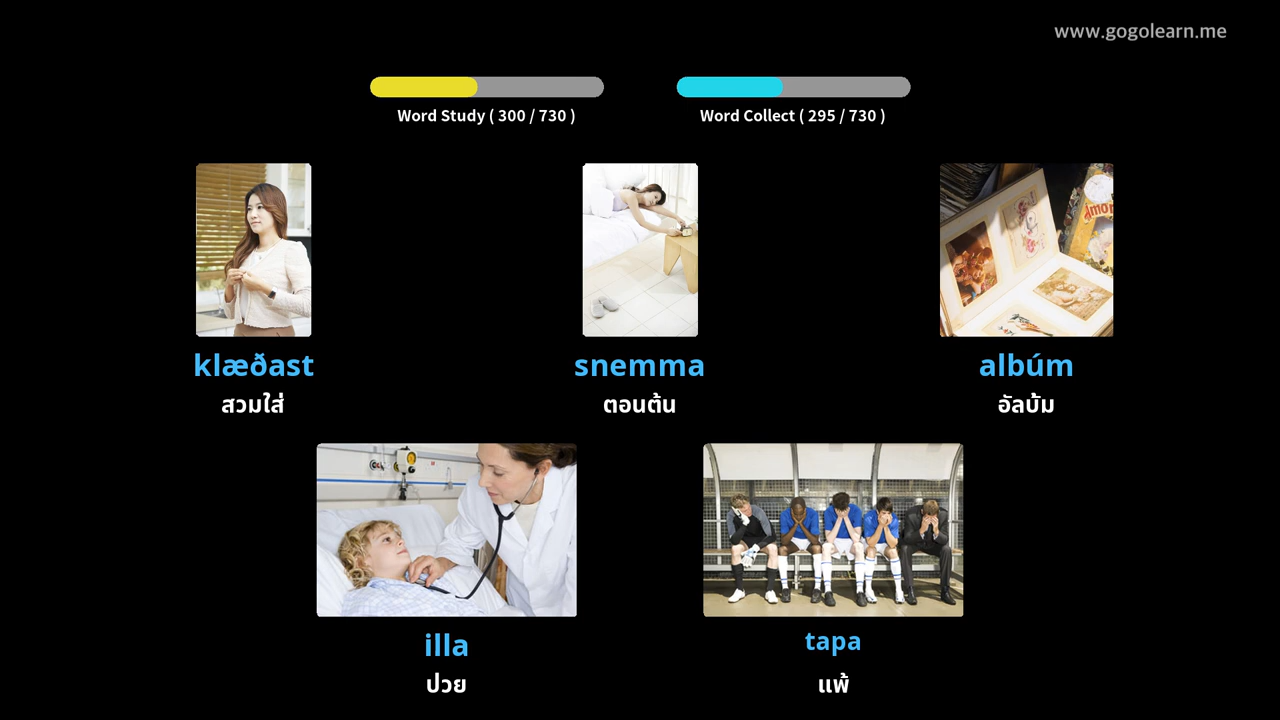 www.gogolearn.me
Word Study ( 300 / 730 )
Word Collect ( 295 / 730 )
klæðast
สวมใส่
snemma
ตอนต้น
albúm
อัลบ้ม
illa
ป่วย
tapa
แพ้